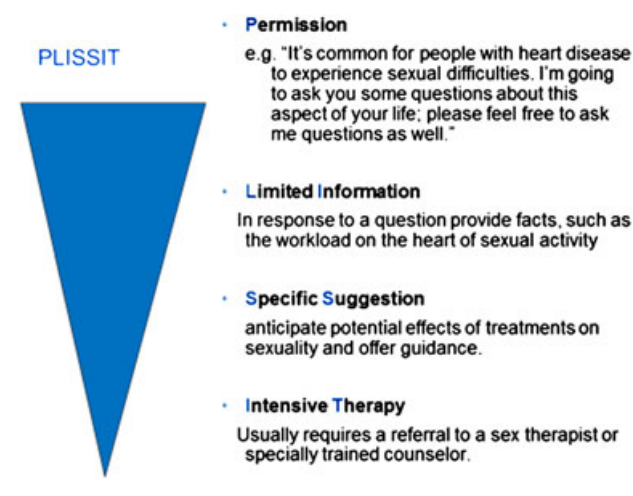 PLISSIT
• Permission
e.g. "It's common for people with heart disease
to experience sexual difficulties. I'm going
to ask you some questions about this
aspect of your life; please feel free to ask
me questions as well."
• Limited Information
In response to a question provide facts, such as
the workload on the heart of sexual activity
• Specific Suggestion
anticipate potential effects of treatments on
sexuality and offer guidance.
• Intensive Therapy
Usually requires a referral to a sex therapist or
specially trained counselor.